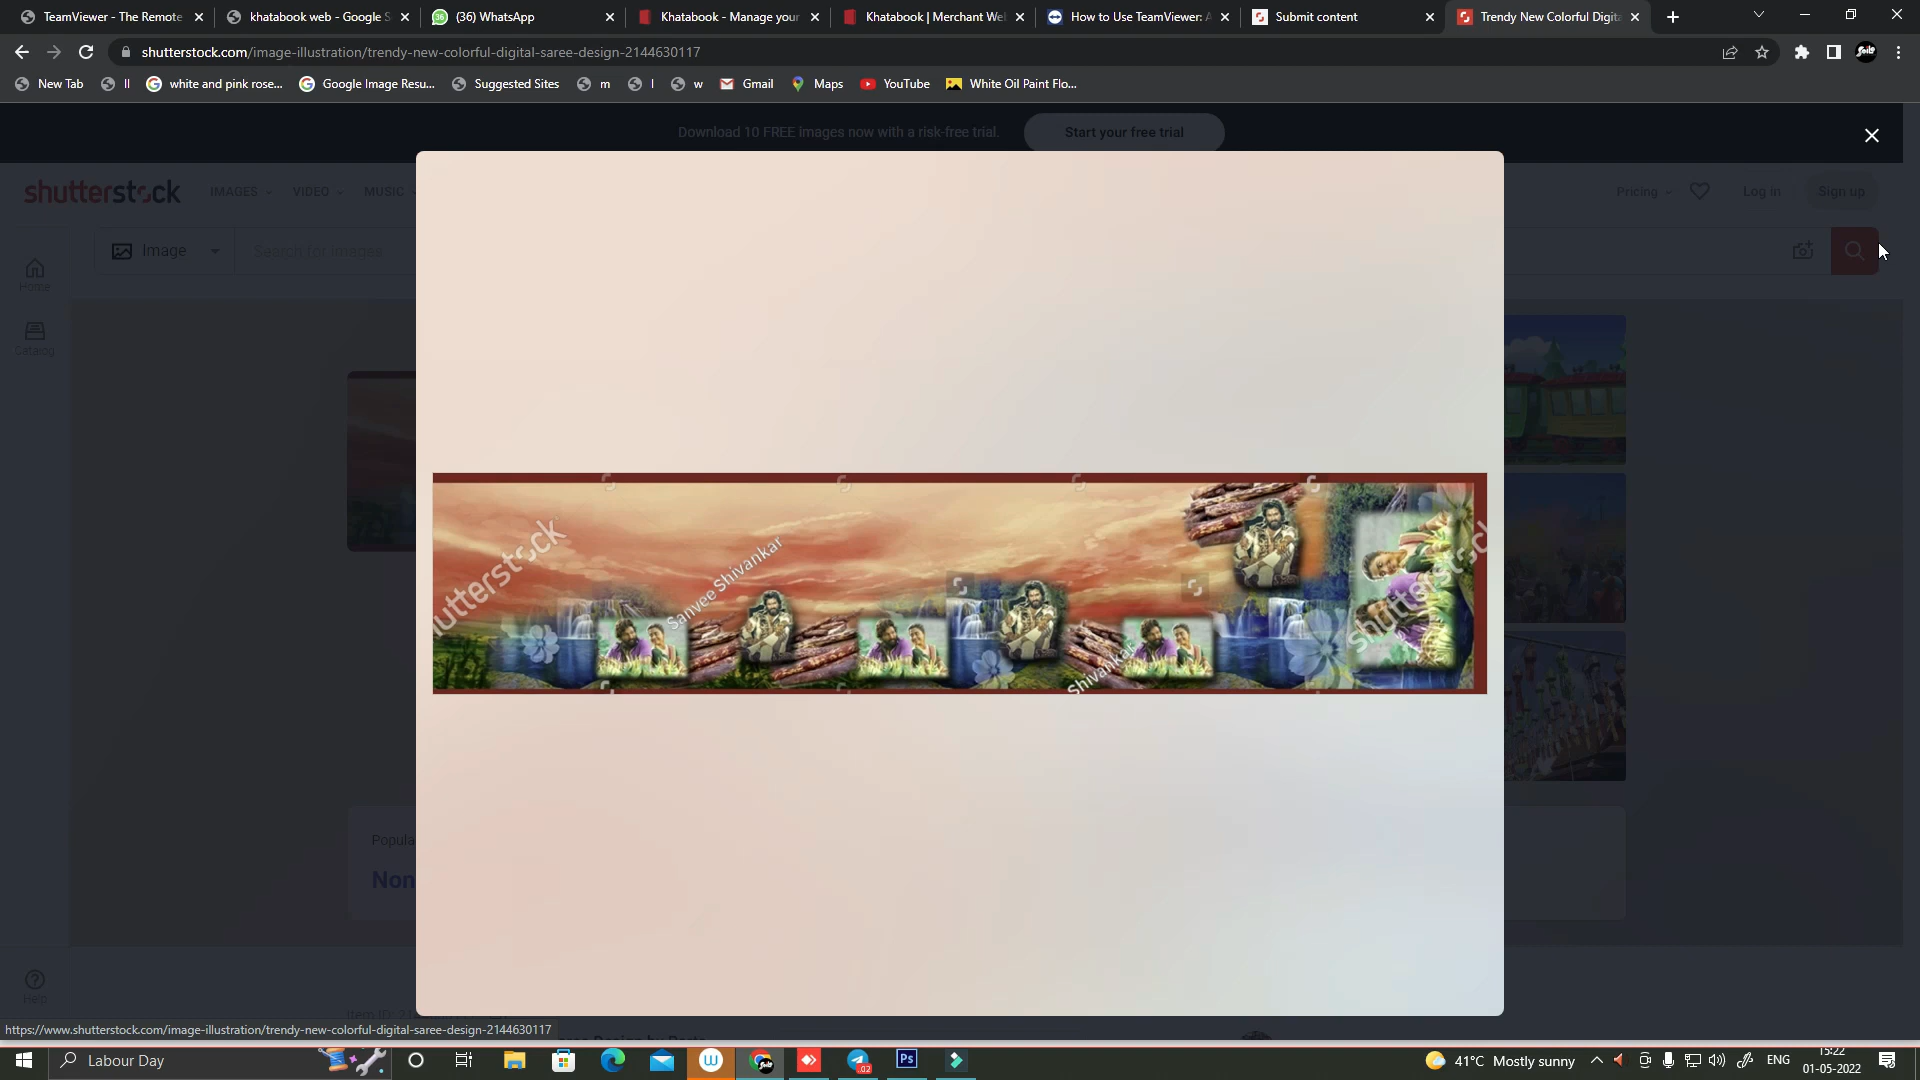 TeamViewer - The Remote
khatabook web - Google S
36
(36) WhatsApp
Khatabook - Manage your
Khatabook | Merchant We
How to Use TeamViewer: A
Submit content
Trendy New Colorful Digita
shutterstock.com/image-illustration/trendy-new-colorful-digital-saree-design-2144630117
New Tab
ll
white and pink rose...
Google Image Resu...
Suggested Sites
m
l
w
Gmail
Maps
YouTube
White Oil Paint Flo...
Download 10 FREE images now with a risk-free trial.
Start your free trial
shutterstock
IMAGES
VIDEO
MUSIC
Pricing
Log in
Sign up
Image
Search for images
Home
Catalog
shutterstock
Sanvee Shivankar
Shivankar
shutterstock
Popula
Non
Help
https://www.shutterstock.com/image-illustration/trendy-new-colorful-digital-saree-design-2144630117
Labour Day
W
.02
Ps
41°C Mostly sunny
ENG
15:22
01-05-2022